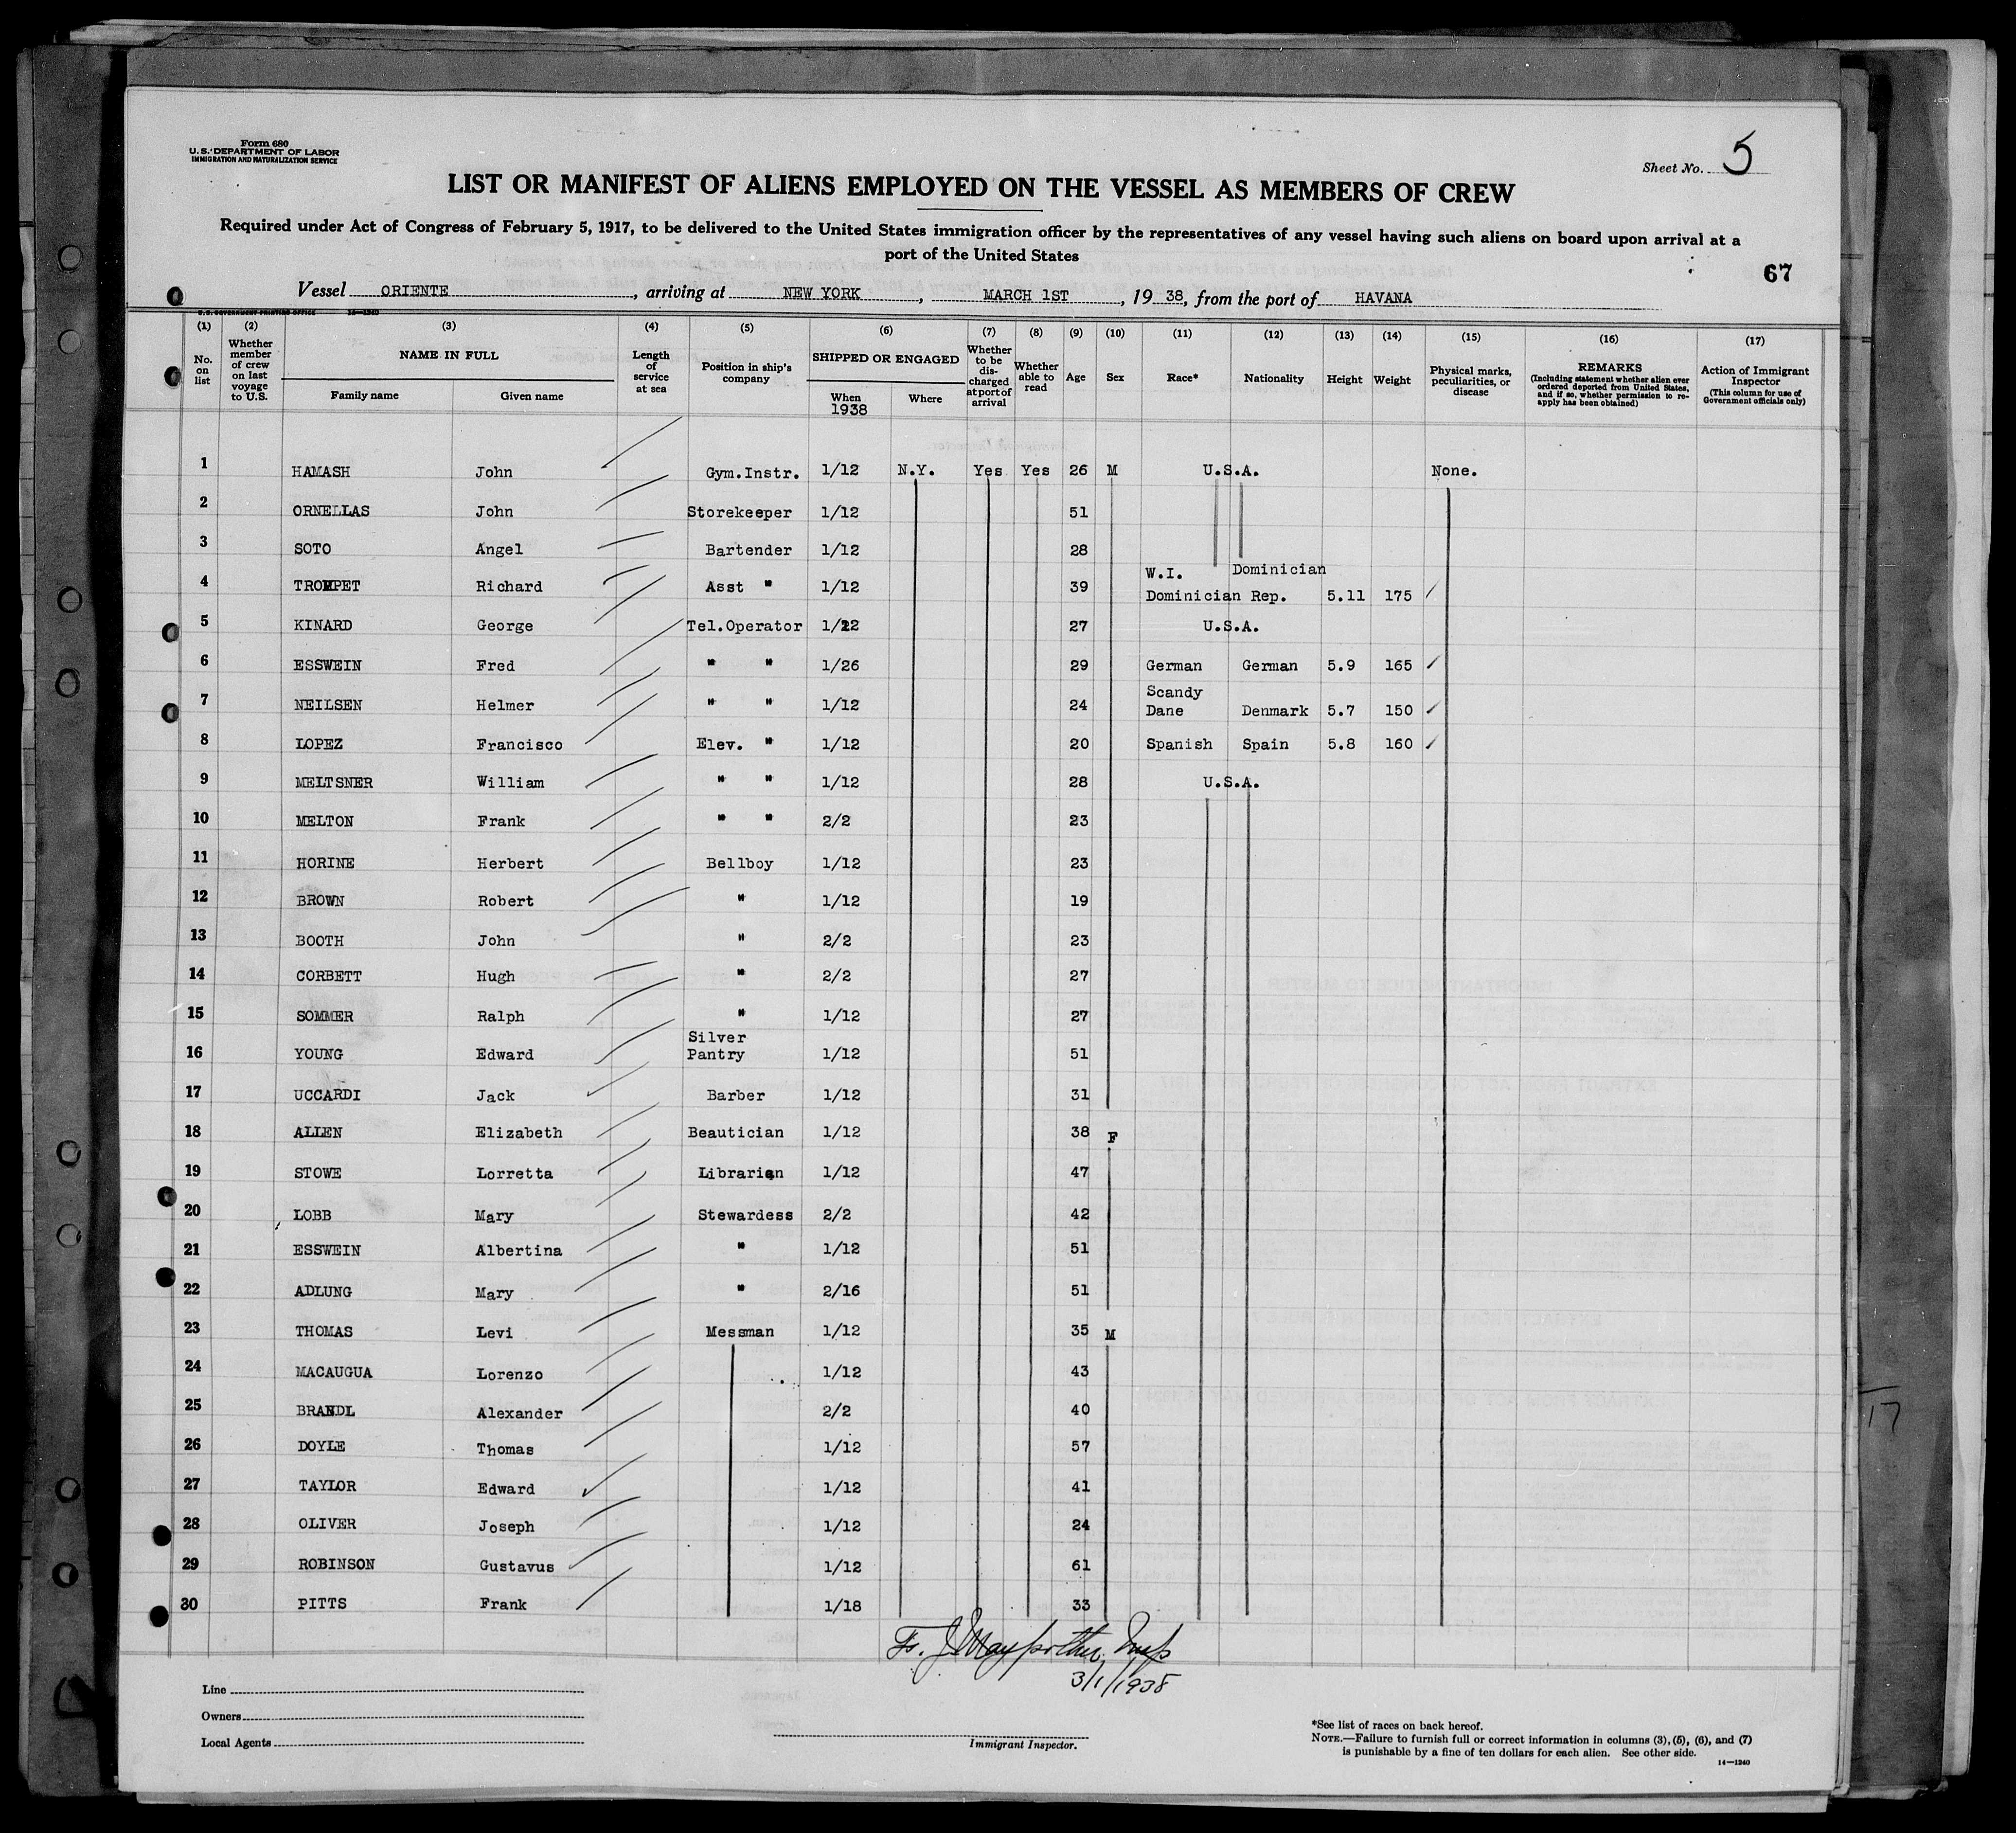 Form 680
U. S. DEPARTMENT OF LABOR
IMMIGRATION AND NATURALIZATION SERVICE
Sheet No. 5
LIST OR MANIFEST OF ALIENS EMPLOYED ON THE VESSEL AS MEMBERS OF CREW
Required under Act of Congress of February 5, 1917, to be delivered to the United States immigration officer by the representatives of any vessel having such aliens on board upon arrival at a
port of the United States
67
Vessel ORIENTE, arriving at NEW YORK, MARCH 1ST, 19 38, from the port of HAVANA
U. S. GOVERNMENT PRINTING OFFICE 14—1240
(1) (2) (3) (4) (5) (6) (7) (8) (9) (10) (11) (12) (13) (14) (15) (16) (17)
No. on list
Whether member of crew on last voyage to U.S.
NAME IN FULL
Family name Given name
Length of service at sea
Position in ship's company
SHIPPED OR ENGAGED
When Where
1938
Whether to be discharged at port of arrival
Whether able to read
Age
Sex
Race*
Nationality
Height
Weight
Physical marks, peculiarities, or disease
REMARKS
(Including statement whether alien ever ordered deported from United States, and if so, whether permission to reapply has been obtained)
Action of Immigrant Inspector
(This column for use of Government officials only)
1 HAMASH John Gym.Instr. 1/12 N.Y. Yes Yes 26 M U.S.A. None.
2 ORNELLAS John Storekeeper 1/12 51
3 SOTO Angel Bartender 1/12 28
4 TROMPET Richard Asst " 1/12 39 W.I. Dominician Dominician Rep. 5.11 175
5 KINARD George Tel.Operator 1/22 27 U.S.A.
6 ESSWEIN Fred " " 1/26 29 German German 5.9 165
7 NEILSEN Helmer " " 1/12 24 Scandy Dane Denmark 5.7 150
8 LOPEZ Francisco Elev. " 1/12 20 Spanish Spain 5.8 160
9 MELTSNER William " " 1/12 28 U.S.A.
10 MELTON Frank " " 2/2 23
11 HORINE Herbert Bellboy 1/12 23
12 BROWN Robert " 1/12 19
13 BOOTH John " 2/2 23
14 CORBETT Hugh " 2/2 27
15 SOMMER Ralph " 1/12 27
16 YOUNG Edward Silver Pantry 1/12 51
17 UCCARDI Jack Barber 1/12 31
18 ALLEN Elizabeth Beautician 1/12 38 F
19 STOWE Lorretta Librarian 1/12 47
20 LOBB Mary Stewardess 2/2 42
21 ESSWEIN Albertina " 1/12 51
22 ADLUNG Mary " 2/16 51
23 THOMAS Levi Messman 1/12 35 M
24 MACAUGUA Lorenzo 1/12 43
25 BRANDL Alexander 2/2 40
26 DOYLE Thomas 1/12 57
27 TAYLOR Edward 1/12 41
28 OLIVER Joseph 1/12 24
29 ROBINSON Gustavus 1/12 61
30 PITTS Frank 1/18 33
3/1/1938
Line
Owners
Local Agents
Immigrant Inspector.
*See list of races on back hereof.
NOTE.—Failure to furnish full or correct information in columns (3), (5), (6), and (7)
is punishable by a fine of ten dollars for each alien. See other side.
14—1240
17